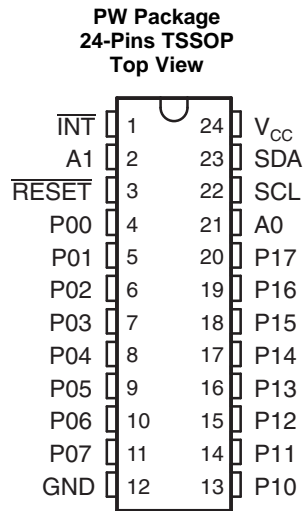 PW Package
24-Pins TSSOP
Top View
INT 1 24 VCC
A1 2 23 SDA
RESET 3 22 SCL
P00 4 21 A0
P01 5 20 P17
P02 6 19 P16
P03 7 18 P15
P04 8 17 P14
P05 9 16 P13
P06 10 15 P12
P07 11 14 P11
GND 12 13 P10